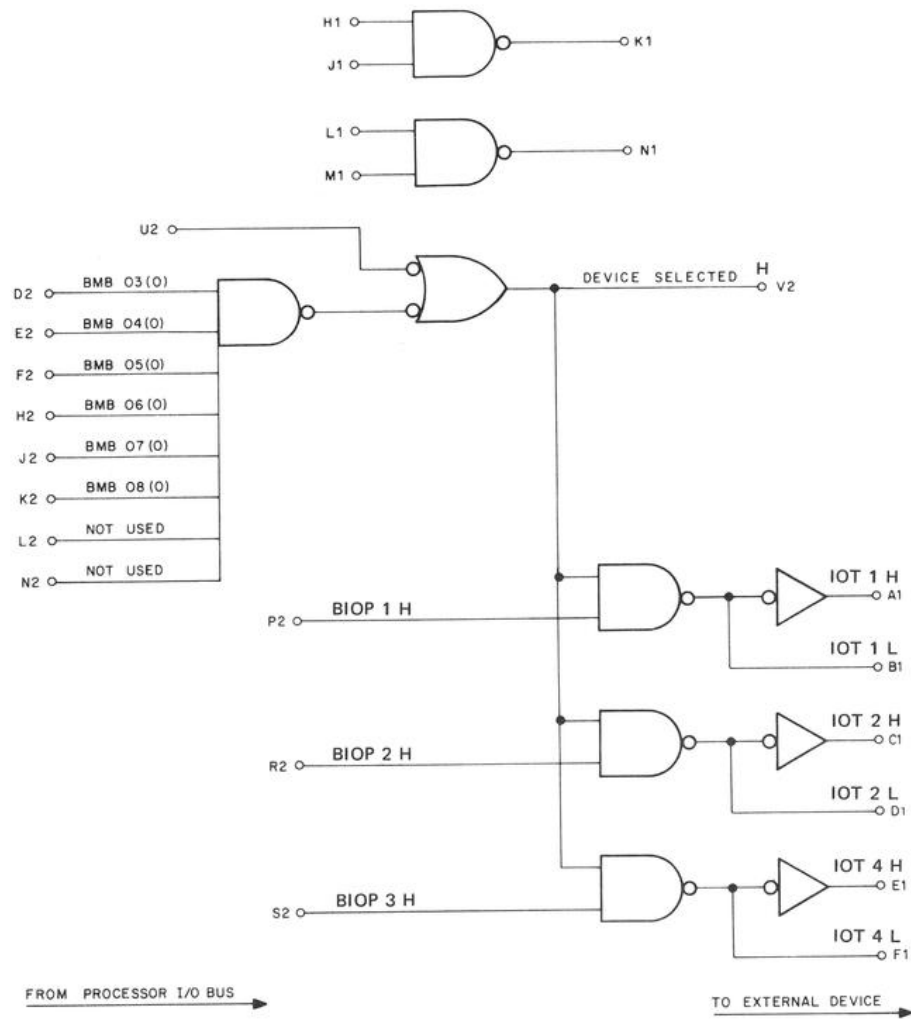 H1
K1
J1
L1
N1
M1
U2
DEVICE SELECTED H
V2
D2 BMB 03(0)
E2 BMB 04(0)
F2 BMB 05(0)
H2 BMB 06(0)
J2 BMB 07(0)
K2 BMB 08(0)
L2 NOT USED
N2 NOT USED
IOT 1 H
A1
P2 BIOP 1 H
IOT 1 L
B1
IOT 2 H
C1
R2 BIOP 2 H
IOT 2 L
D1
IOT 4 H
E1
S2 BIOP 3 H
IOT 4 L
F1
FROM PROCESSOR I/O BUS
TO EXTERNAL DEVICE